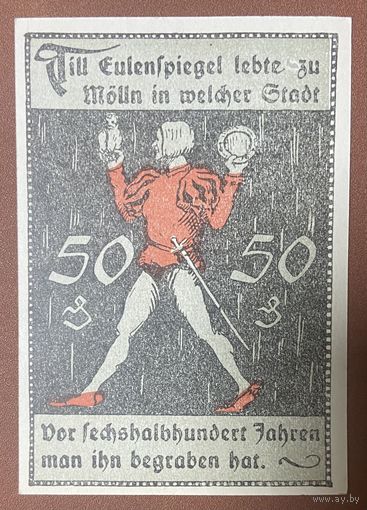 Till Eulenſpiegel lebte zu
Mölln in welcher Stadt
50 50
₰ ₰
Vor ſechshalbhundert Jahren
man ihn begraben hat.
www.ay.by